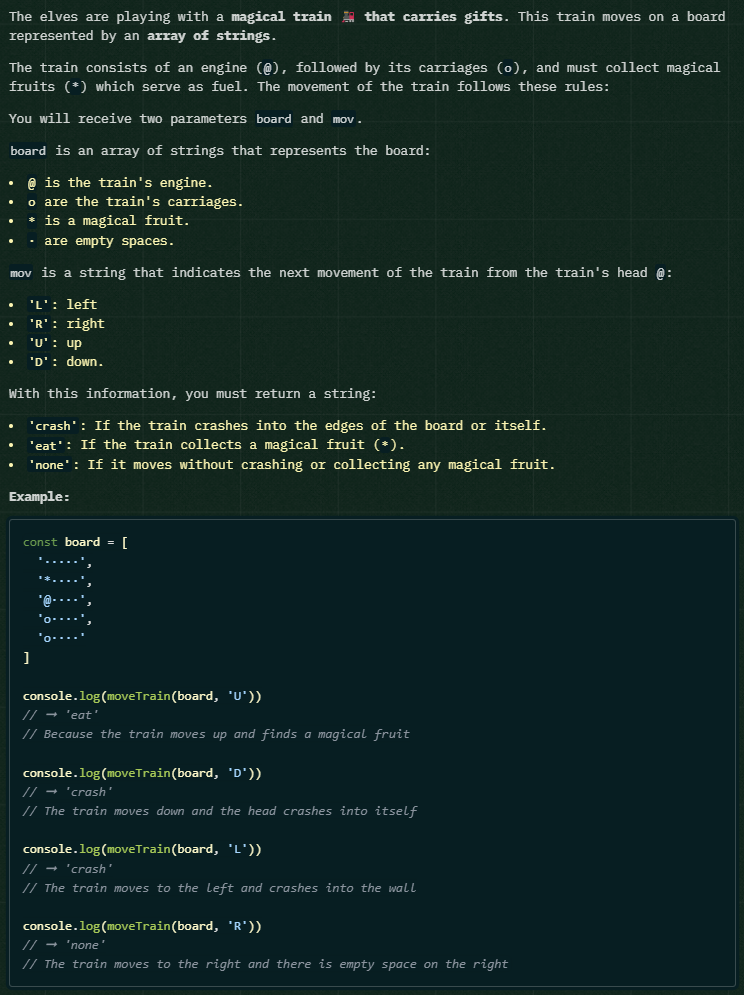 The elves are playing with a magical train 🚂 that carries gifts. This train moves on a board
represented by an array of strings.
The train consists of an engine (@), followed by its carriages (o), and must collect magical
fruits (*) which serve as fuel. The movement of the train follows these rules:
You will receive two parameters board and mov.
board is an array of strings that represents the board:
• @ is the train's engine.
• o are the train's carriages.
• * is a magical fruit.
• · are empty spaces.
mov is a string that indicates the next movement of the train from the train's head @:
• 'L': left
• 'R': right
• 'U': up
• 'D': down.
With this information, you must return a string:
• 'crash': If the train crashes into the edges of the board or itself.
• 'eat': If the train collects a magical fruit (*).
• 'none': If it moves without crashing or collecting any magical fruit.
Example:
const board = [
'·····',
'*····',
'@····',
'o····',
'o····'
]
console.log(moveTrain(board, 'U'))
// ➞ 'eat'
// Because the train moves up and finds a magical fruit
console.log(moveTrain(board, 'D'))
// ➞ 'crash'
// The train moves down and the head crashes into itself
console.log(moveTrain(board, 'L'))
// ➞ 'crash'
// The train moves to the left and crashes into the wall
console.log(moveTrain(board, 'R'))
// ➞ 'none'
// The train moves to the right and there is empty space on the right